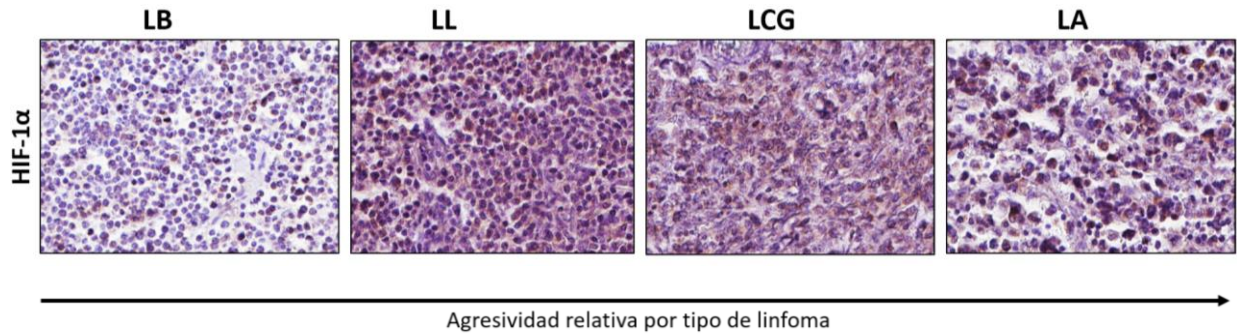 LB LL LCG LA
HIF-1α
Agresividad relativa por tipo de linfoma